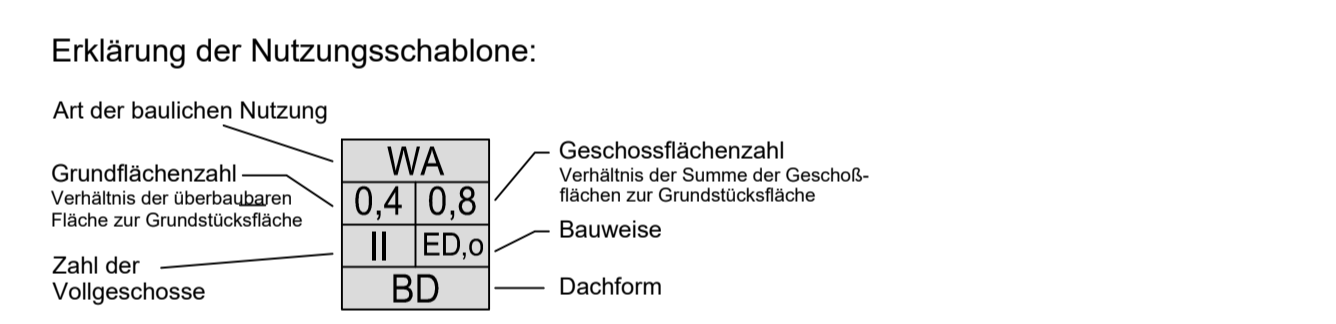 Erklärung der Nutzungsschablone:
Art der baulichen Nutzung
Grundflächenzahl
Verhältnis der überbaubaren
Fläche zur Grundstücksfläche
Zahl der
Vollgeschosse
WA
0,4 0,8
II ED,o
BD
Geschossflächenzahl
Verhältnis der Summe der Geschoß-
flächen zur Grundstücksfläche
Bauweise
Dachform